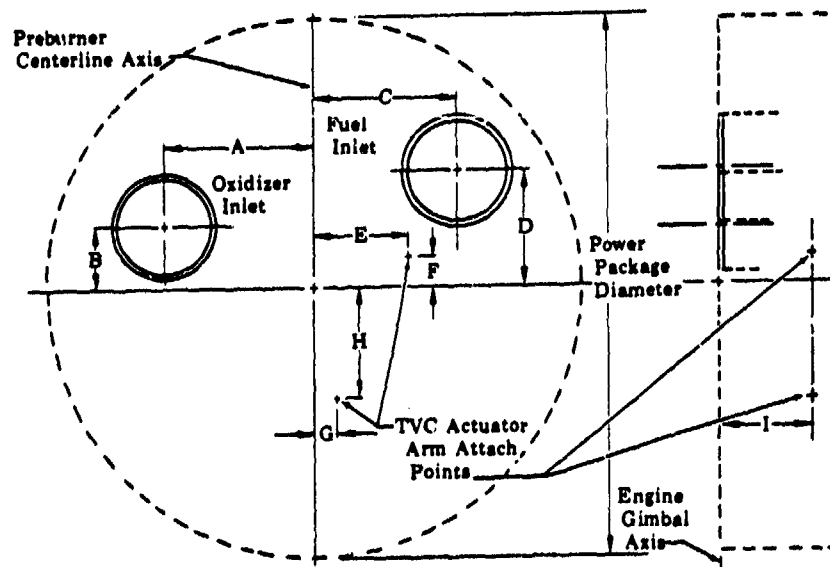 Preburner
Centerline Axis
C
Fuel
Inlet
A
Oxidizer
Inlet
D
E
B
F
Power
Package
Diameter
H
G
TVC Actuator
Arm Attach
Points
I
Engine
Gimbal
Axis